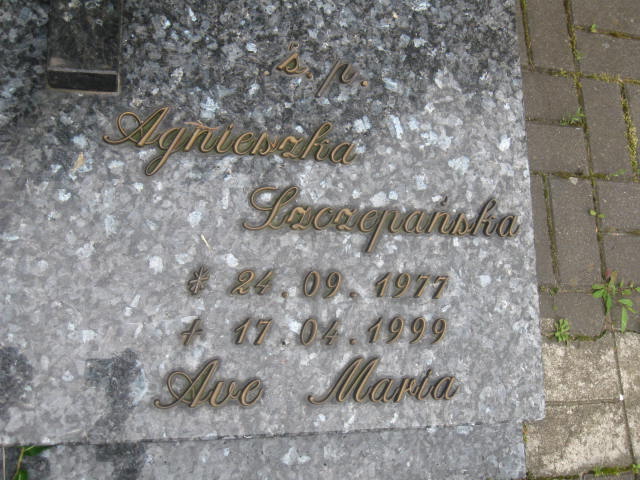 ś.p.
Agnieszka
Szczepańska
* 24.09.1977
+ 17.04.1999
Ave Maria